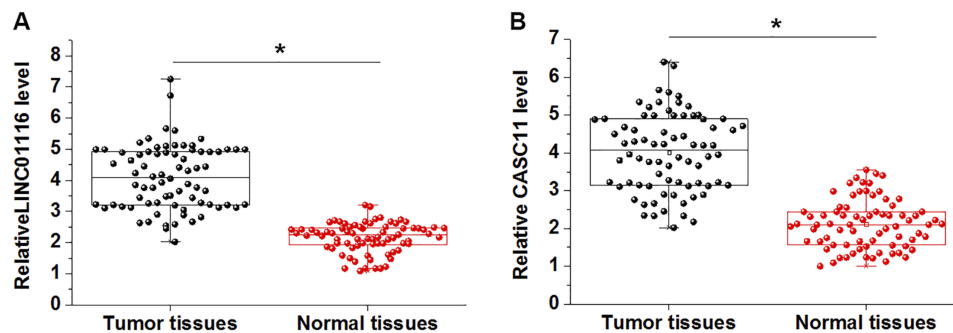 A
B
*
*
RelativeLINC01116 level
8
7
6
5
4
3
2
1
0
Tumor tissues
Normal tissues
Relative CASC11 level
7
6
5
4
3
2
1
0
Tumor tissues
Normal tissues